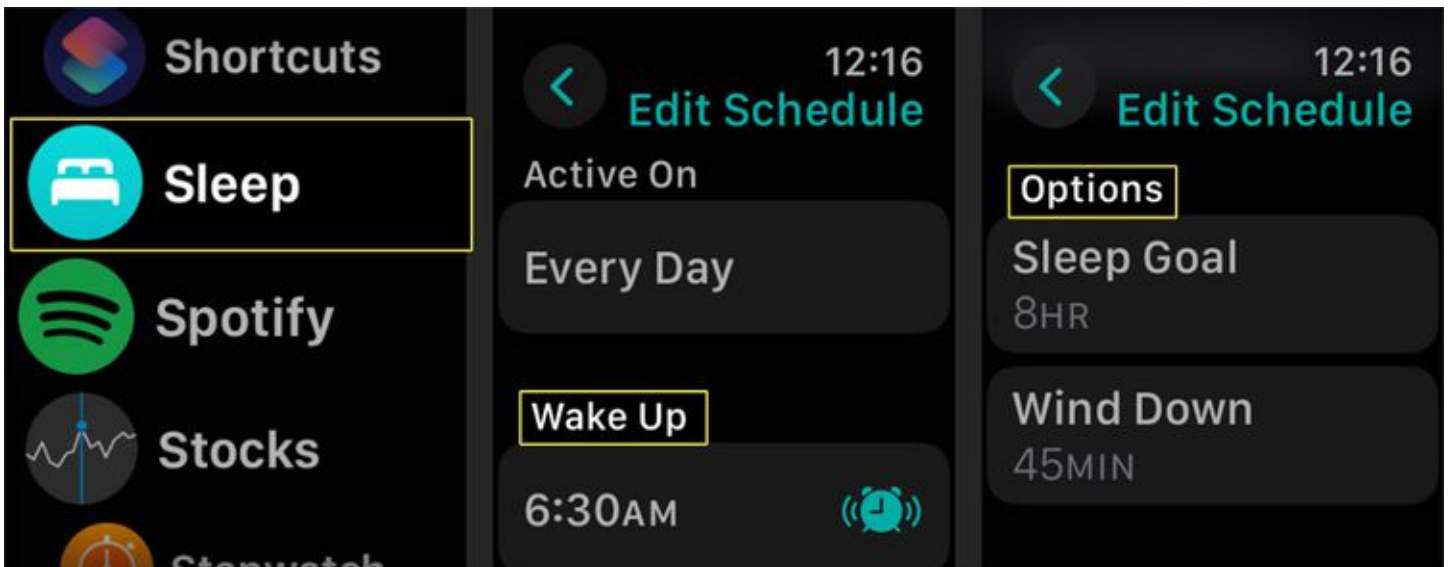 Shortcuts
Sleep
Spotify
Stocks
Stopwatch
12:16
Edit Schedule
Active On
Every Day
Wake Up
6:30AM
12:16
Edit Schedule
Options
Sleep Goal
8HR
Wind Down
45MIN